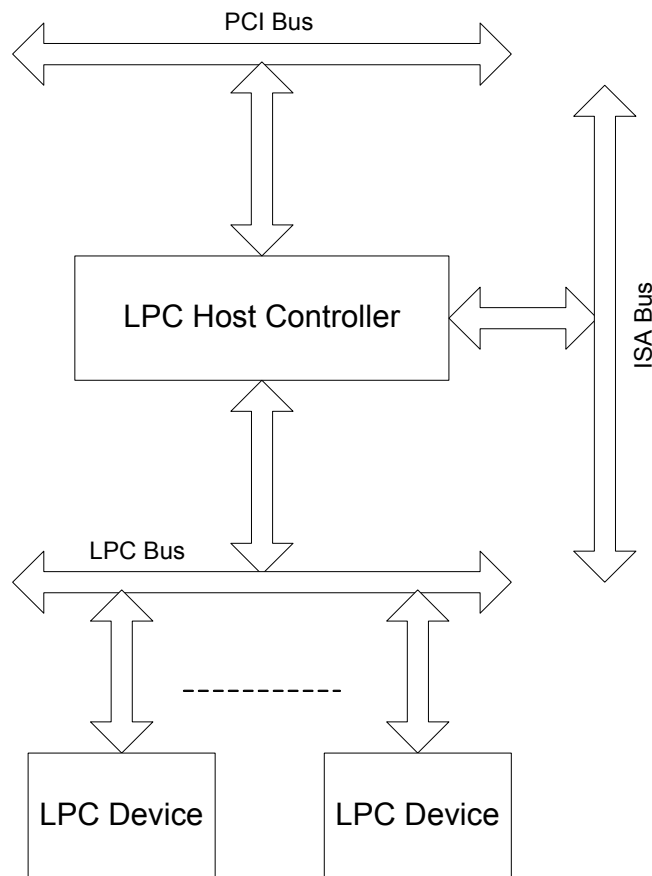 PCI Bus
LPC Host Controller
ISA Bus
LPC Bus
LPC Device
LPC Device